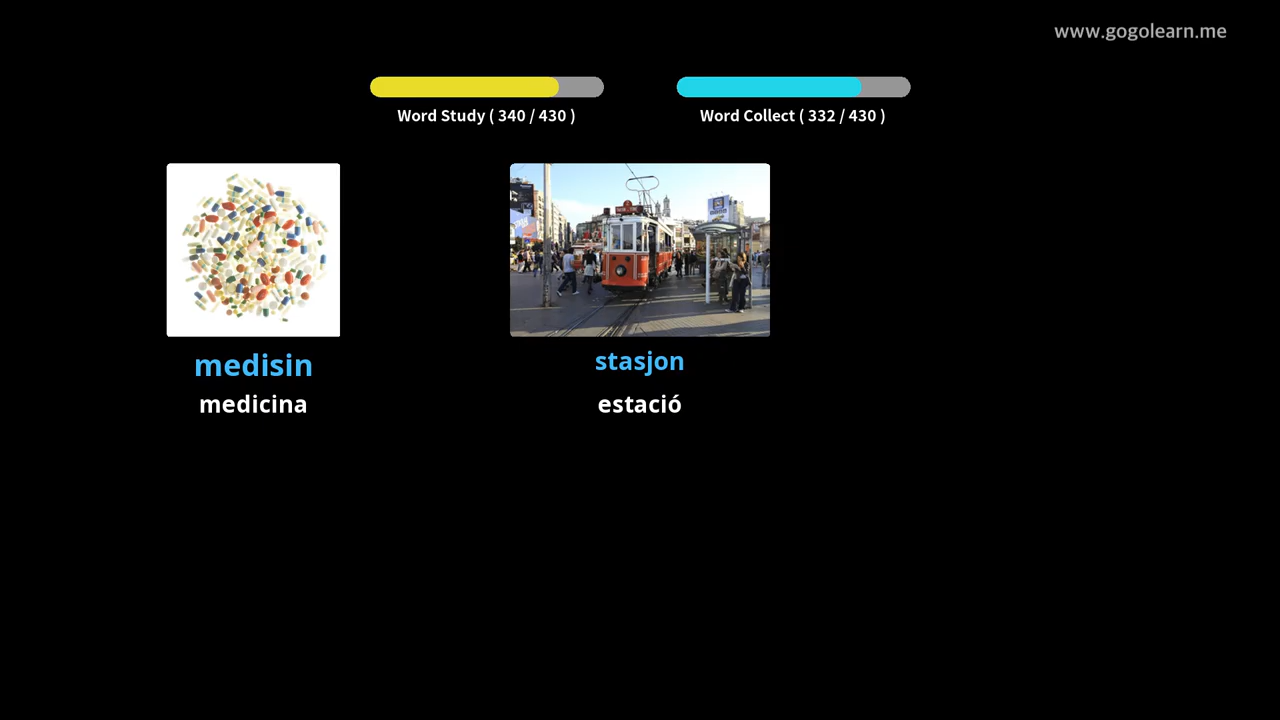 www.gogolearn.me
Word Study ( 340 / 430 )
Word Collect ( 332 / 430 )
medisin
medicina
stasjon
estació